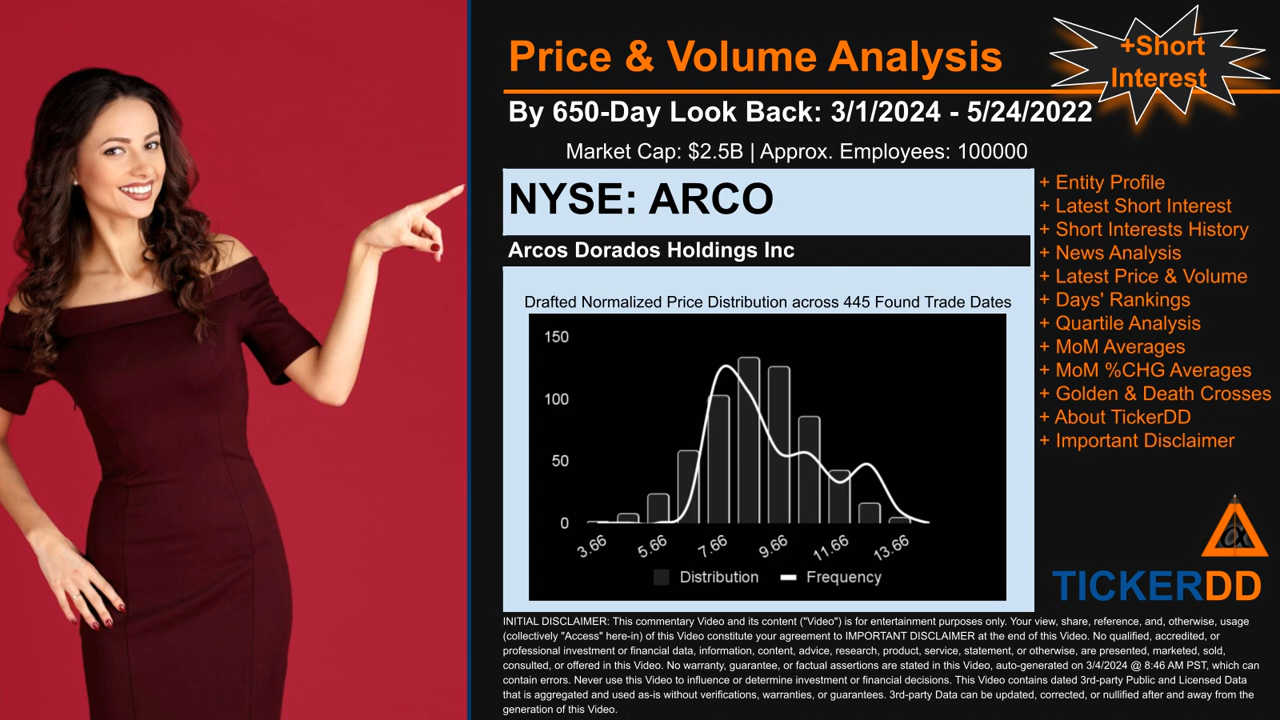 Price & Volume Analysis
+Short
Interest
By 650-Day Look Back: 3/1/2024 - 5/24/2022
Market Cap: $2.5B | Approx. Employees: 100000
NYSE: ARCO
Arcos Dorados Holdings Inc
Drafted Normalized Price Distribution across 445 Found Trade Dates
150
100
50
0
3.66 5.66 7.66 9.66 11.66 13.66
Distribution Frequency
+ Entity Profile
+ Latest Short Interest
+ Short Interests History
+ News Analysis
+ Latest Price & Volume
+ Days' Rankings
+ Quartile Analysis
+ MoM Averages
+ MoM %CHG Averages
+ Golden & Death Crosses
+ About TickerDD
+ Important Disclaimer
TICKERDD
INITIAL DISCLAIMER: This commentary Video and its content ("Video") is for entertainment purposes only. Your view, share, reference, and, otherwise, usage
(collectively "Access" here-in) of this Video constitute your agreement to IMPORTANT DISCLAIMER at the end of this Video. No qualified, accredited, or
professional investment or financial data, information, content, advice, research, product, service, statement, or otherwise, are presented, marketed, sold,
consulted, or offered in this Video. No warranty, guarantee, or factual assertions are stated in this Video, auto-generated on 3/4/2024 @ 8:46 AM PST, which can
contain errors. Never use this Video to influence or determine investment or financial decisions. This Video contains dated 3rd-party Public and Licensed Data
that is aggregated and used as-is without verifications, warranties, or guarantees. 3rd-party Data can be updated, corrected, or nullified after and away from the
generation of this Video.